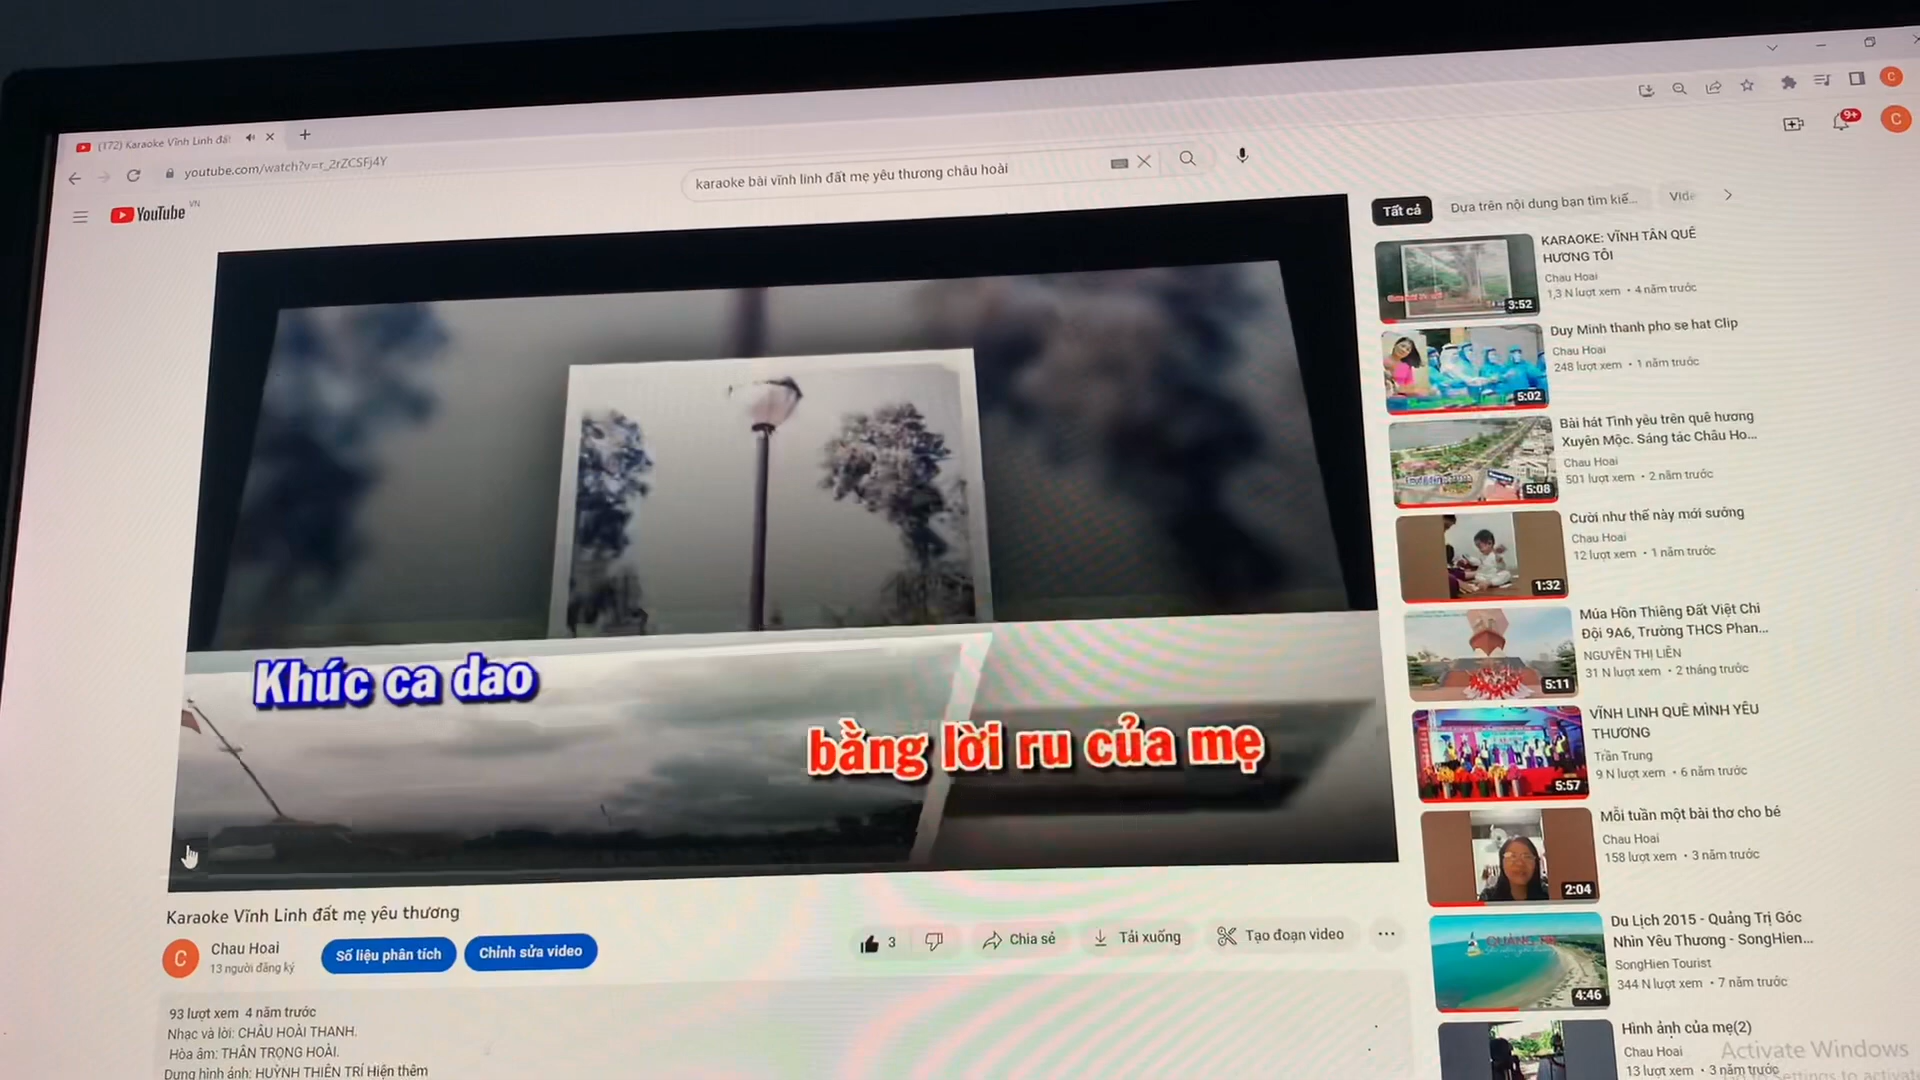 (172) Karaoke Vĩnh Linh đất
youtube.com/watch?v=r_2rZCSFj4Y
karaoke bài vĩnh linh đất mẹ yêu thương châu hoài
9+
C
C
YouTube VN
Tất cả
Dựa trên nội dung bạn tìm kiế...
Vide
KARAOKE: VĨNH TÂN QUÊ
HƯƠNG TÔI
Chau Hoai
1,3 N lượt xem • 4 năm trước
3:52
Duy Minh thanh pho se hat Clip
Chau Hoai
248 lượt xem • 1 năm trước
5:02
Bài hát Tình yêu trên quê hương
Xuyên Mộc. Sáng tác Châu Ho...
Chau Hoai
501 lượt xem • 2 năm trước
5:08
Cười như thế này mới sướng
Chau Hoai
12 lượt xem • 1 năm trước
1:32
Múa Hồn Thiêng Đất Việt Chi
Đội 9A6, Trường THCS Phan...
NGUYÊN THỊ LIÊN
31 N lượt xem • 2 tháng trước
5:11
VĨNH LINH QUÊ MÌNH YÊU
THƯƠNG
Trần Trung
9 N lượt xem • 6 năm trước
5:57
Mỗi tuần một bài thơ cho bé
Chau Hoai
158 lượt xem • 3 năm trước
2:04
Du Lịch 2015 - Quảng Trị Góc
Nhìn Yêu Thương - SongHien...
SongHien Tourist
344 N lượt xem • 7 năm trước
4:46
Hình ảnh của mẹ(2)
Chau Hoai
13 lượt xem • 3 năm trước
Khúc ca dao
bằng lời ru của mẹ
Karaoke Vĩnh Linh đất mẹ yêu thương
C
Chau Hoai
13 người đăng ký
Số liệu phân tích
Chỉnh sửa video
3
Chia sẻ
Tải xuống
Tạo đoạn video
93 lượt xem 4 năm trước
Nhạc và lời: CHÂU HOÀI THANH.
Hòa âm: THÂN TRỌNG HOÀI.
Dựng hình ảnh: HUỲNH THIÊN TRÍ Hiện thêm
Activate Windows